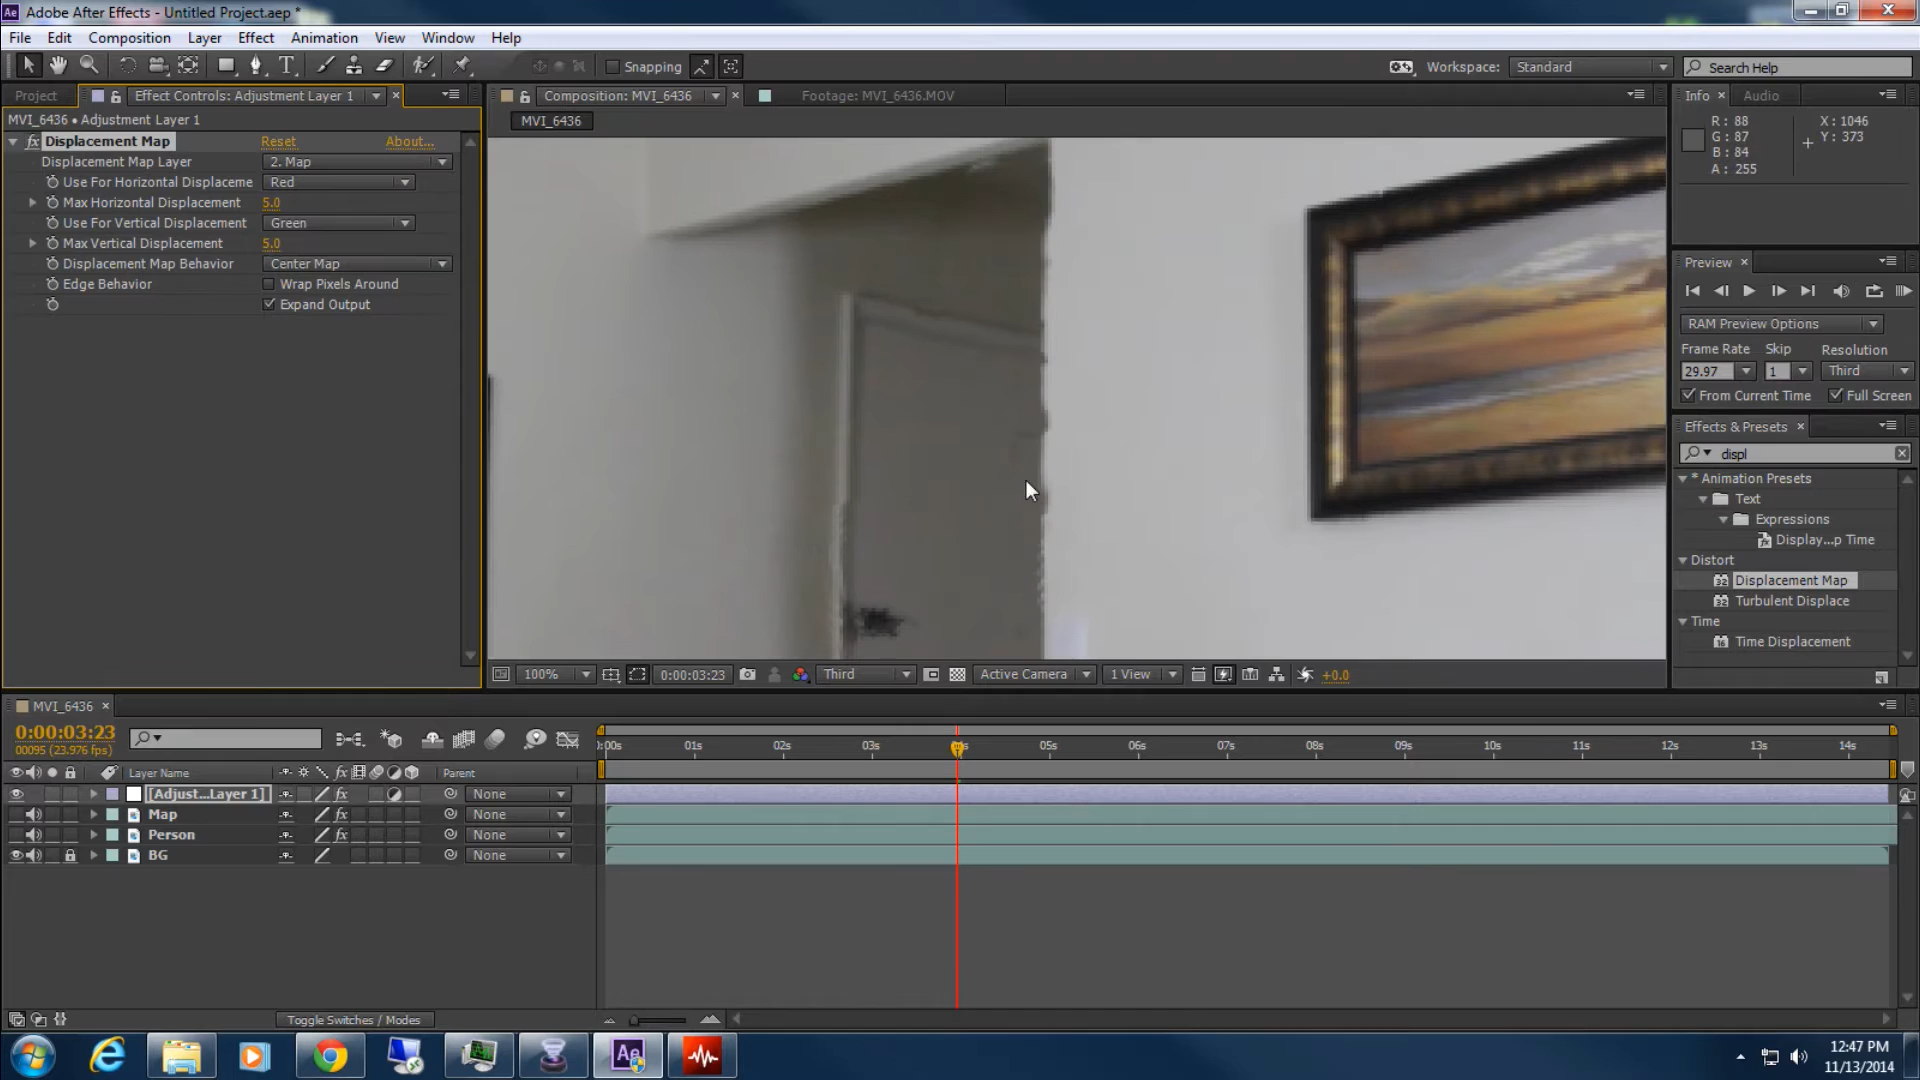 Adobe After Effects - Untitled Project.aep *
File Edit Composition Layer Effect Animation View Window Help
Snapping
Workspace: Standard
Search Help
Project
Effect Controls: Adjustment Layer 1
MVI_6436 • Adjustment Layer 1
fx Displacement Map Reset About...
Displacement Map Layer 2. Map
Use For Horizontal Displaceme Red
Max Horizontal Displacement 5.0
Use For Vertical Displacement Green
Max Vertical Displacement 5.0
Displacement Map Behavior Center Map
Edge Behavior Wrap Pixels Around
Expand Output
Composition: MVI_6436
Footage: MVI_6436.MOV
MVI_6436
100% 0:00:03:23 Third Active Camera 1 View +0.0
Info Audio
R: 88 X: 1046
G: 87 Y: 373
B: 84
A: 255
Preview
RAM Preview Options
Frame Rate Skip Resolution
29.97 1 Third
From Current Time Full Screen
Effects & Presets
displ
* Animation Presets
Text
Expressions
Display...p Time
Distort
Displacement Map
Turbulent Displace
Time
Time Displacement
MVI_6436
0:00:03:23
00095 (23.976 fps)
:00s 01s 02s 03s s 05s 06s 07s 08s 09s 10s 11s 12s 13s 14s
Layer Name Parent
[Adjust...Layer 1] fx None
Map None
Person fx None
BG None
Toggle Switches / Modes
Ae
12:47 PM
11/13/2014